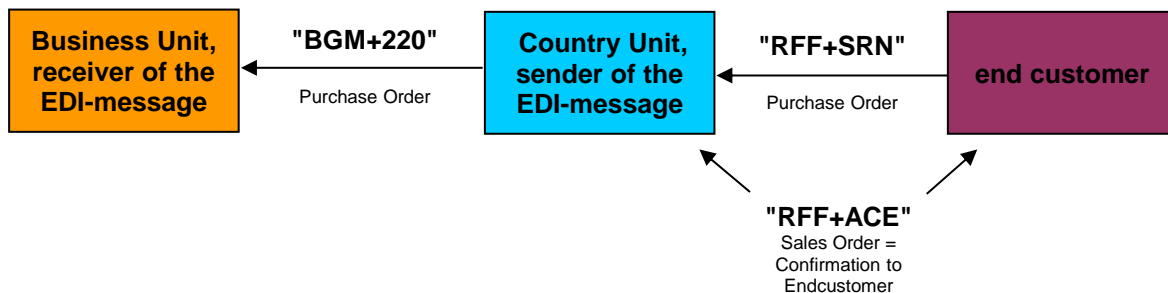 Business Unit,
receiver of the
EDI-message
"BGM+220"
Purchase Order
Country Unit,
sender of the
EDI-message
"RFF+SRN"
Purchase Order
end customer
"RFF+ACE"
Sales Order =
Confirmation to
Endcustomer